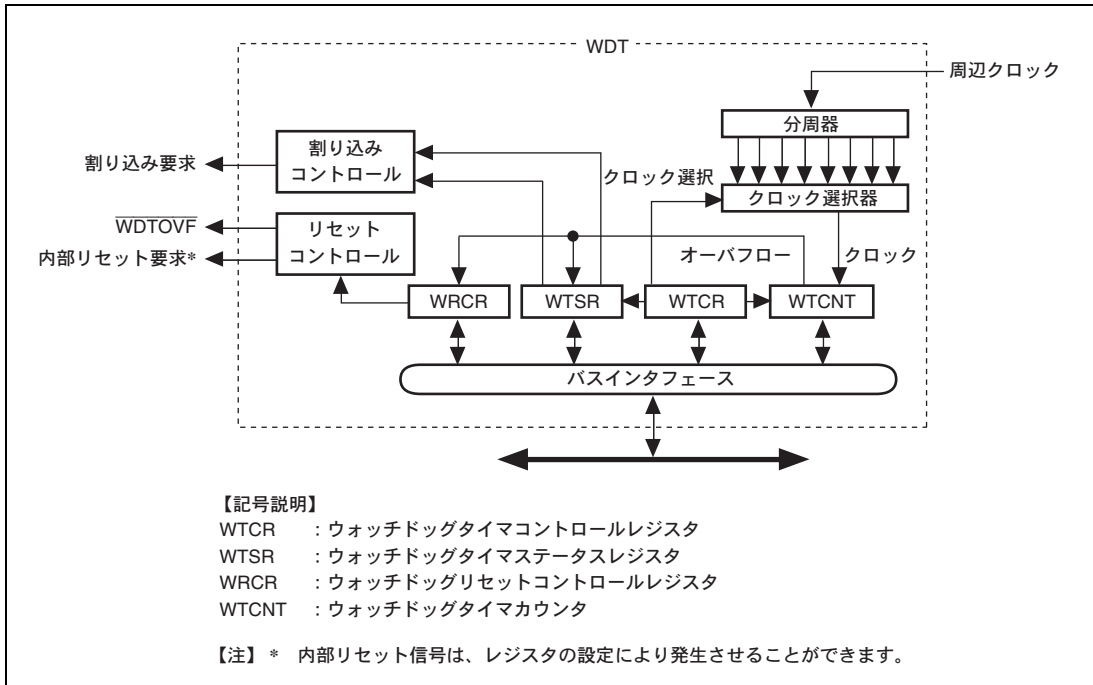 WDT
周辺クロック
分周器
割り込み
コントロール
割り込み要求
クロック選択
クロック選択器
WDTOVF
リセット
コントロール
内部リセット要求*
オーバフロー
クロック
WRCR
WTSR
WTCR
WTCNT
バスインタフェース
【記号説明】
WTCR :ウォッチドッグタイマコントロールレジスタ
WTSR :ウォッチドッグタイマステータスレジスタ
WRCR :ウォッチドッグリセットコントロールレジスタ
WTCNT :ウォッチドッグタイマカウンタ
【注】* 内部リセット信号は、レジスタの設定により発生させることができます。